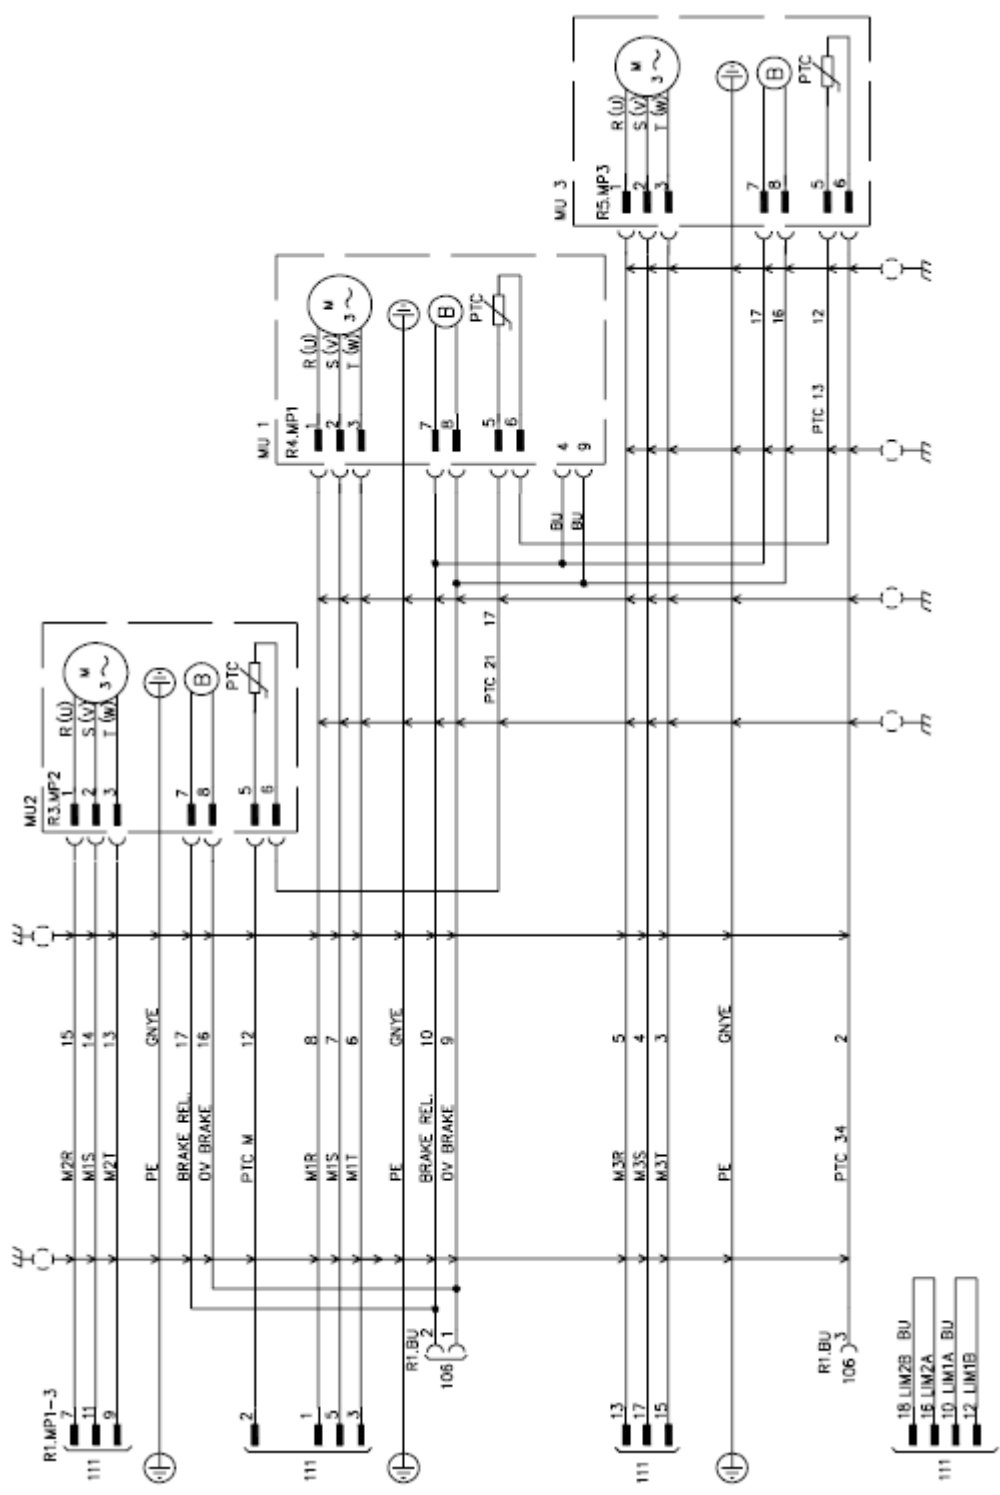 MU 3
R5.MP3
1
2
3
7
8
5
6
R (U)
S (V)
T (W)
M
3~
B
PTC
17
16
12
PTC 13
MU 1
R4.MP1
1
2
3
7
8
5
6
4
9
R (U)
S (V)
T (W)
M
3~
B
PTC
BU
BU
PTC 21
17
MU2
R3.MP2
1
2
3
7
8
5
6
R (U)
S (V)
T (W)
M
3~
B
PTC
R1.MP1-3
111
7
M2R
15
11
M1S
14
9
M2T
13
PE
GNYE
BRAKE REL.
17
0V BRAKE
16
111
2
PTC M
12
1
M1R
8
5
M1S
7
3
M1T
6
PE
GNYE
R1.BU
106
2
BRAKE REL.
10
1
0V BRAKE
9
111
13
M3R
5
17
M3S
4
15
M3T
3
PE
GNYE
R1.BU
106
3
PTC 34
2
111
18 LIM2B BU
16 LIM2A
10 LIM1A BU
12 LIM1B